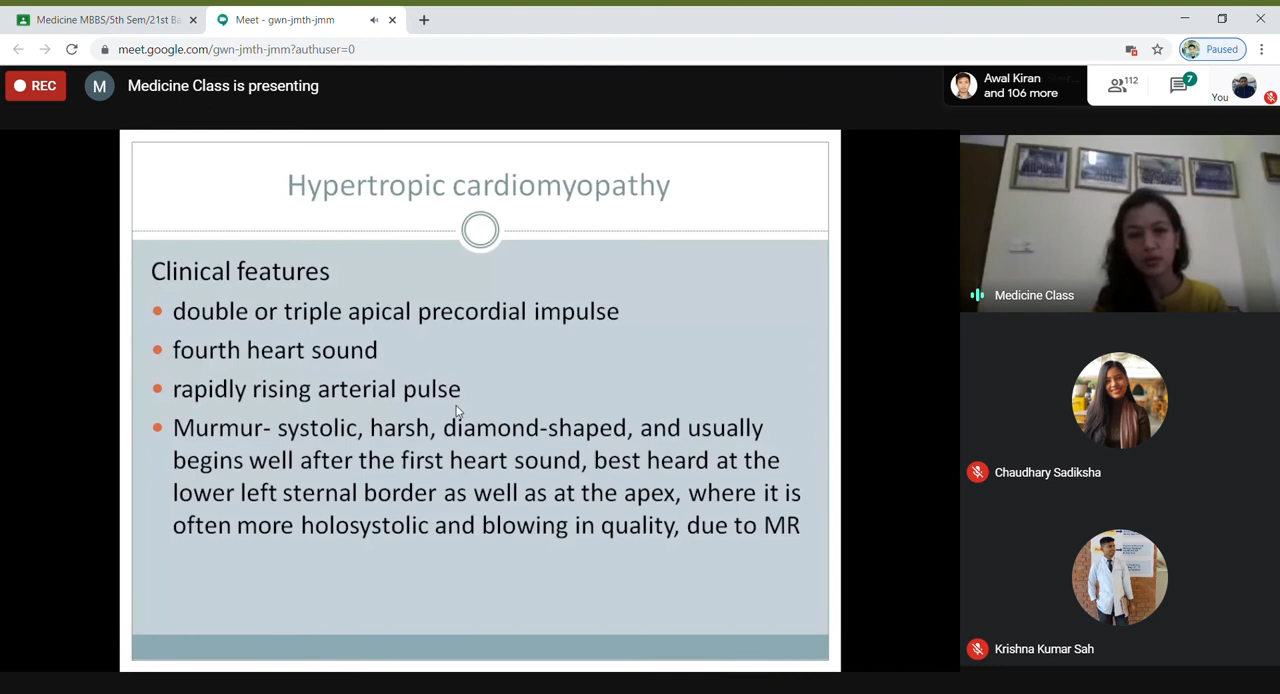 Medicine MBBS/5th Sem/21st Ba
Meet - gwn-jmth-jmm
meet.google.com/gwn-jmth-jmm?authuser=0
Paused
REC
M
Medicine Class is presenting
Awal Kiran
and 106 more
112
7
You
Hypertropic cardiomyopathy
Clinical features
• double or triple apical precordial impulse
• fourth heart sound
• rapidly rising arterial pulse
• Murmur- systolic, harsh, diamond-shaped, and usually
begins well after the first heart sound, best heard at the
lower left sternal border as well as at the apex, where it is
often more holosystolic and blowing in quality, due to MR
Medicine Class
Chaudhary Sadiksha
Krishna Kumar Sah